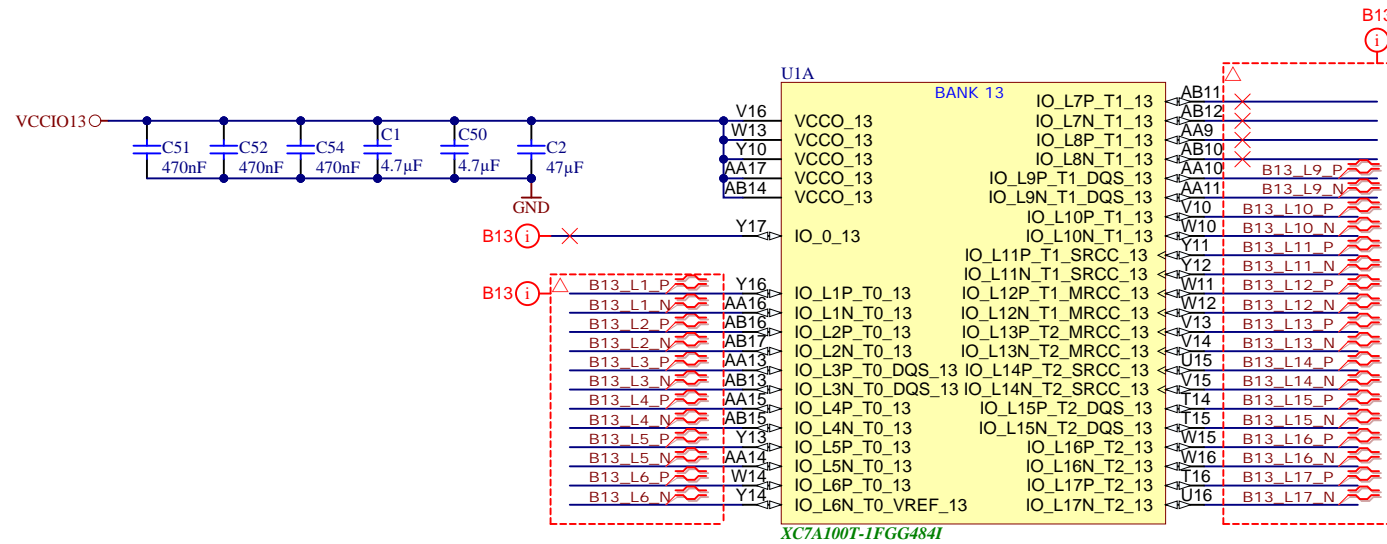 B13
i
U1A
BANK 13
VCCIO13
C51
470nF
C52
470nF
C54
470nF
C1
4.7µF
C50
4.7µF
C2
47µF
GND
V16 VCCO_13
W13 VCCO_13
Y10 VCCO_13
AA17 VCCO_13
AB14 VCCO_13
B13 i Y17 IO_0_13
B13 i
B13_L1_P Y16 IO_L1P_T0_13
B13_L1_N AA16 IO_L1N_T0_13
B13_L2_P AB16 IO_L2P_T0_13
B13_L2_N AB17 IO_L2N_T0_13
B13_L3_P AA13 IO_L3P_T0_DQS_13
B13_L3_N AB13 IO_L3N_T0_DQS_13
B13_L4_P AA15 IO_L4P_T0_13
B13_L4_N AB15 IO_L4N_T0_13
B13_L5_P Y13 IO_L5P_T0_13
B13_L5_N AA14 IO_L5N_T0_13
B13_L6_P W14 IO_L6P_T0_13
B13_L6_N Y14 IO_L6N_T0_VREF_13
IO_L7P_T1_13 AB11
IO_L7N_T1_13 AB12
IO_L8P_T1_13 AA9
IO_L8N_T1_13 AB10
IO_L9P_T1_DQS_13 AA10 B13_L9_P
IO_L9N_T1_DQS_13 AA11 B13_L9_N
IO_L10P_T1_13 V10 B13_L10_P
IO_L10N_T1_13 W10 B13_L10_N
IO_L11P_T1_SRCC_13 Y11 B13_L11_P
IO_L11N_T1_SRCC_13 Y12 B13_L11_N
IO_L12P_T1_MRCC_13 W11 B13_L12_P
IO_L12N_T1_MRCC_13 W12 B13_L12_N
IO_L13P_T2_MRCC_13 V13 B13_L13_P
IO_L13N_T2_MRCC_13 V14 B13_L13_N
IO_L14P_T2_SRCC_13 U15 B13_L14_P
IO_L14N_T2_SRCC_13 V15 B13_L14_N
IO_L15P_T2_DQS_13 T14 B13_L15_P
IO_L15N_T2_DQS_13 T15 B13_L15_N
IO_L16P_T2_13 W15 B13_L16_P
IO_L16N_T2_13 W16 B13_L16_N
IO_L17P_T2_13 T16 B13_L17_P
IO_L17N_T2_13 U16 B13_L17_N
XC7A100T-1FGG484I